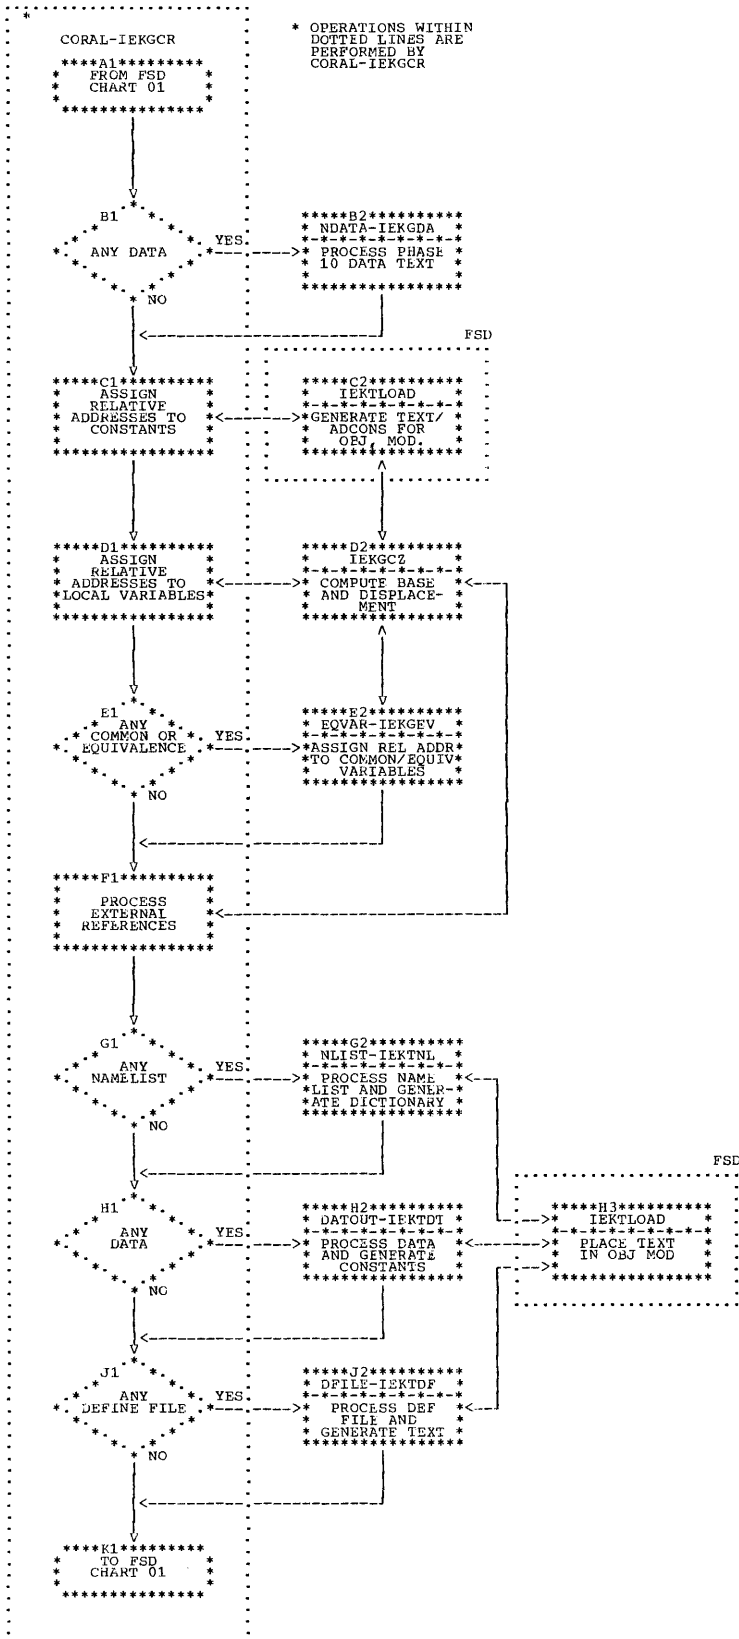 *
CORAL-IEKGCR
* OPERATIONS WITHIN
DOTTED LINES ARE
PERFORMED BY
CORAL-IEKGCR
A1
FROM FSD
CHART 01
B1
ANY DATA
YES
NO
B2
NDATA-IEKGDA
PROCESS PHASE
10 DATA TEXT
FSD
C1
ASSIGN
RELATIVE
ADDRESSES TO
CONSTANTS
C2
IEKTLOAD
GENERATE TEXT/
ADCONS FOR
OBJ, MOD.
D1
ASSIGN
RELATIVE
ADDRESSES TO
LOCAL VARIABLES
D2
IEKGCZ
COMPUTE BASE
AND DISPLACE-
MENT
E1
ANY
COMMON OR
EQUIVALENCE
YES
NO
E2
EQVAR-IEKGEV
ASSIGN REL ADDR
TO COMMON/EQUIV
VARIABLES
F1
PROCESS
EXTERNAL
REFERENCES
G1
ANY
NAMELIST
YES
NO
G2
NLIST-IEKTNL
PROCESS NAME
LIST AND GENER-
ATE DICTIONARY
FSD
H1
ANY
DATA
YES
NO
H2
DATOUT-IEKTDT
PROCESS DATA
AND GENERATE
CONSTANTS
H3
IEKTLOAD
PLACE TEXT
IN OBJ MOD
J1
ANY
DEFINE FILE
YES
NO
J2
DFILE-IEKTDF
PROCESS DEF
FILE AND
GENERATE TEXT
K1
TO FSD
CHART 01